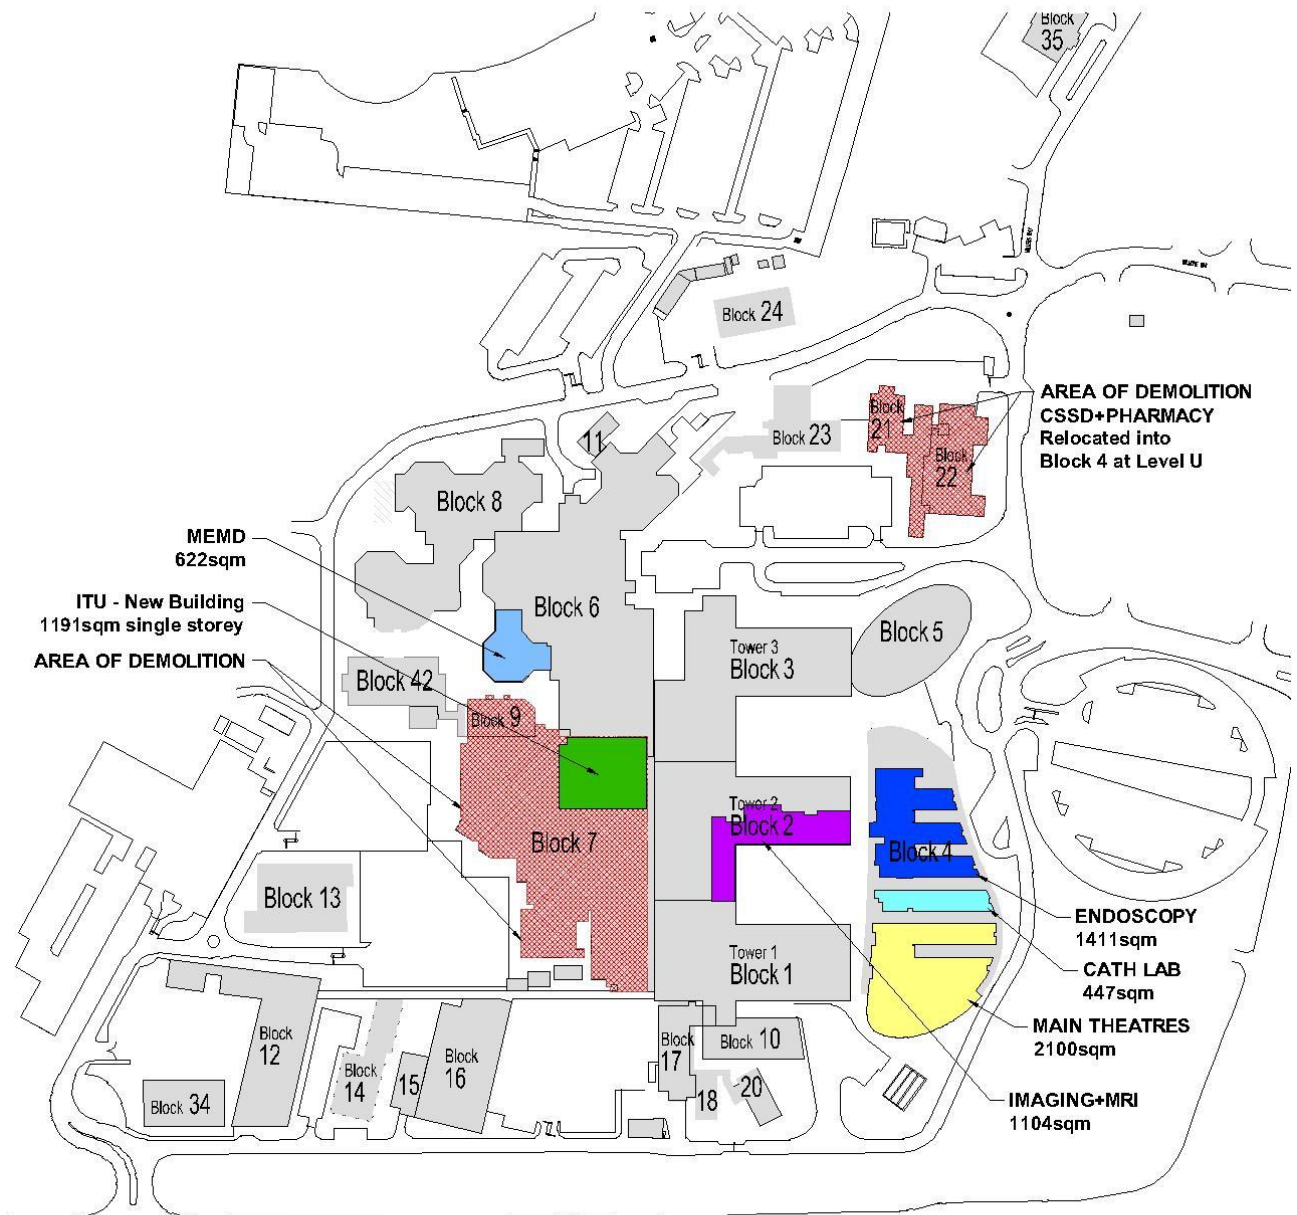 Block
35
Block 24
Block
21
Block 23
Block
22
AREA OF DEMOLITION
CSSD+PHARMACY
Relocated into
Block 4 at Level U
11
Block 8
MEMD
622sqm
ITU - New Building
1191sqm single storey
AREA OF DEMOLITION
Block 6
Block 5
Tower 3
Block 3
Block 42
Block 9
Tower 2
Block 2
Block 7
Block 4
Block 13
ENDOSCOPY
1411sqm
Tower 1
Block 1
CATH LAB
447sqm
MAIN THEATRES
2100sqm
Block
12
Block
14
15
Block
16
Block
17
Block 10
18
20
Block 34
IMAGING+MRI
1104sqm